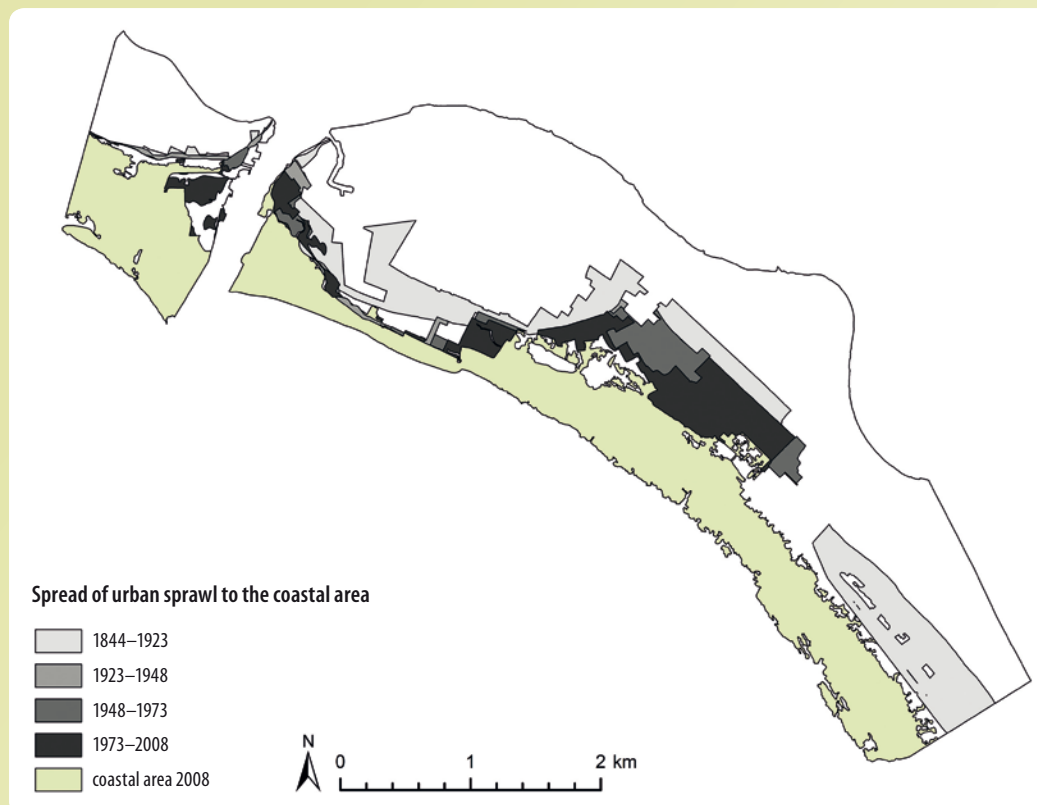 Spread of urban sprawl to the coastal area
1844–1923
1923–1948
1948–1973
1973–2008
coastal area 2008
N
0 1 2 km